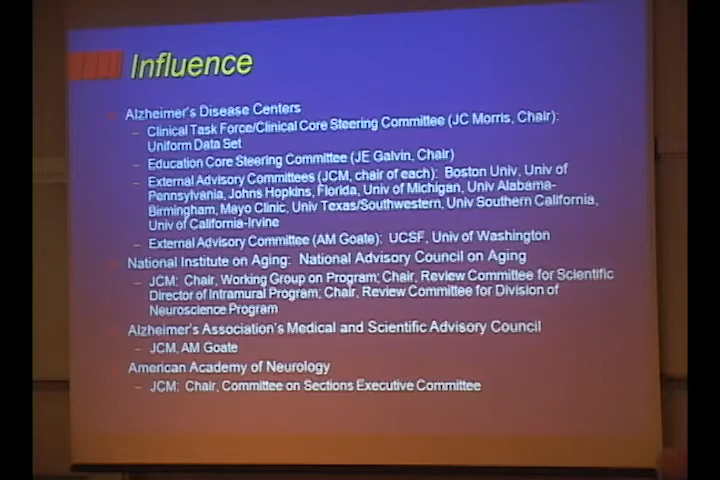 Influence
Alzheimer's Disease Centers
– Clinical Task Force/Clinical Core Steering Committee (JC Morris, Chair):
Uniform Data Set
– Education Core Steering Committee (JE Galvin, Chair)
– External Advisory Committees (JCM, chair of each): Boston Univ, Univ of
Pennsylvania, Johns Hopkins, Florida, Univ of Michigan, Univ Alabama-
Birmingham, Mayo Clinic, Univ Texas/Southwestern, Univ Southern California,
Univ of California-Irvine
– External Advisory Committee (AM Goate): UCSF, Univ of Washington
National Institute on Aging: National Advisory Council on Aging
– JCM: Chair, Working Group on Program; Chair, Review Committee for Scientific
Director of Intramural Program; Chair, Review Committee for Division of
Neuroscience Program
Alzheimer's Association's Medical and Scientific Advisory Council
– JCM, AM Goate
American Academy of Neurology
– JCM: Chair, Committee on Sections Executive Committee